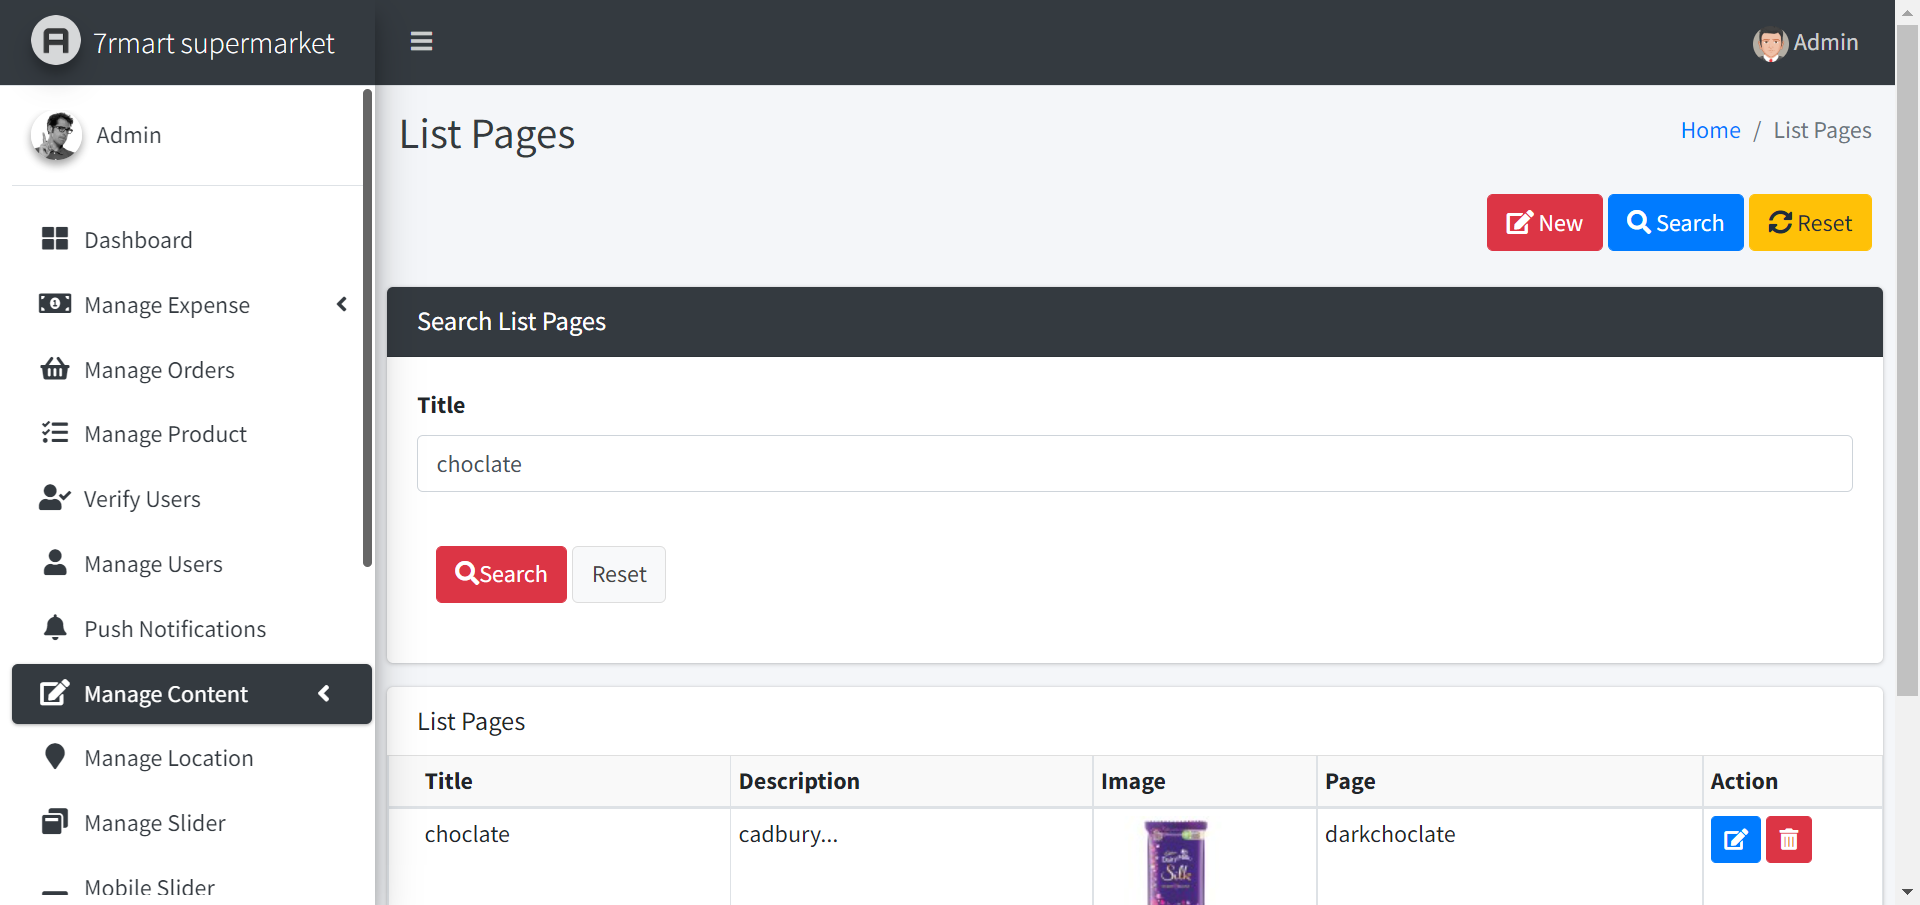 7rmart supermarket
Admin
Admin
List Pages
Home / List Pages
Dashboard
New
Search
Reset
Manage Expense
Search List Pages
Manage Orders
Title
Manage Product
choclate
Verify Users
Manage Users
Search
Reset
Push Notifications
Manage Content
List Pages
Manage Location
Title
Description
Image
Page
Action
Manage Slider
choclate
cadbury...
Dairy Milk
Silk
darkchoclate
Mobile Slider